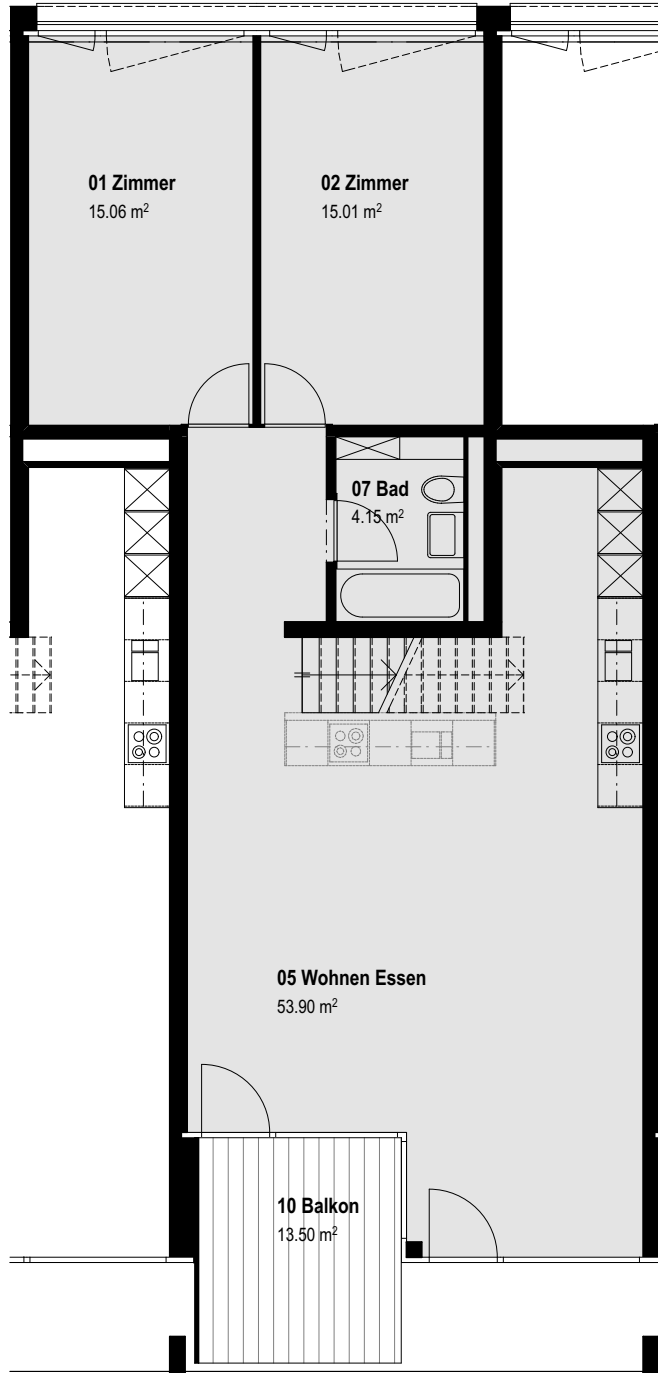 01 Zimmer
15.06 m²
02 Zimmer
15.01 m²
07 Bad
4.15 m²
05 Wohnen Essen
53.90 m²
10 Balkon
13.50 m²